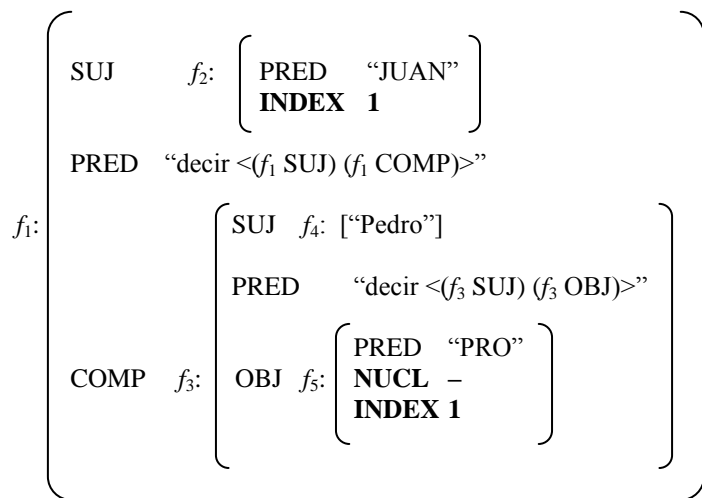 SUJ f2: PRED “JUAN”
INDEX 1
PRED “decir <(f1 SUJ) (f1 COMP)>”
f1:
SUJ f4: [“Pedro”]
PRED “decir <(f3 SUJ) (f3 OBJ)>”
PRED “PRO”
COMP f3: OBJ f5: NUCL –
INDEX 1